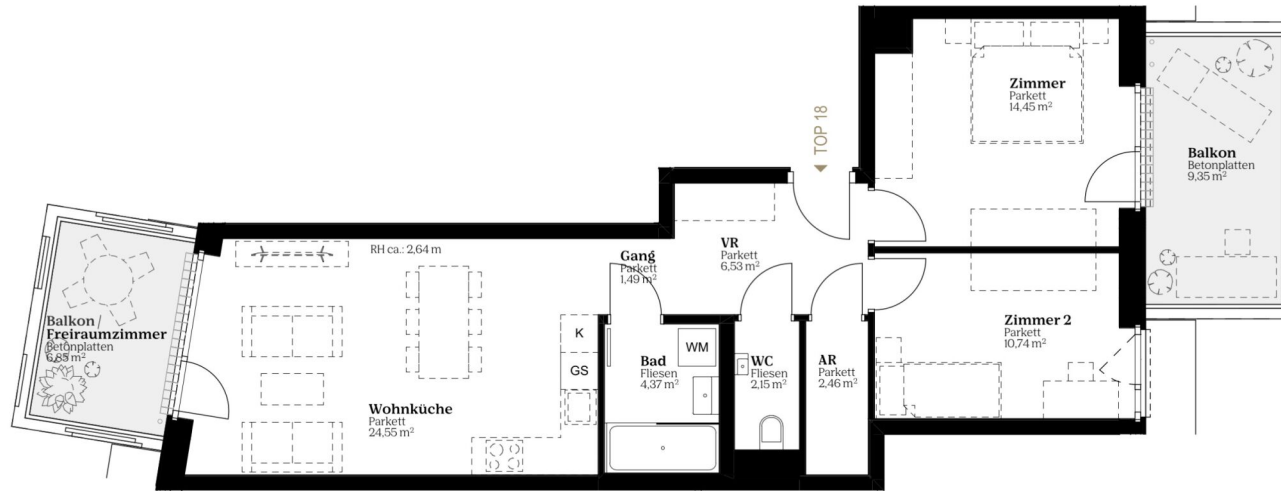 TOP 18
Zimmer
Parkett
14,45 m²
Balkon
Betonplatten
9,35 m²
RH ca.: 2,64 m
Gang
Parkett
1,49 m²
VR
Parkett
6,53 m²
Balkon /
Freiraumzimmer
Betonplatten
6,85 m²
Zimmer 2
Parkett
10,74 m²
K
GS
Bad
Fliesen
4,37 m²
WM
WC
Fliesen
2,15 m²
AR
Parkett
2,46 m²
Wohnküche
Parkett
24,55 m²